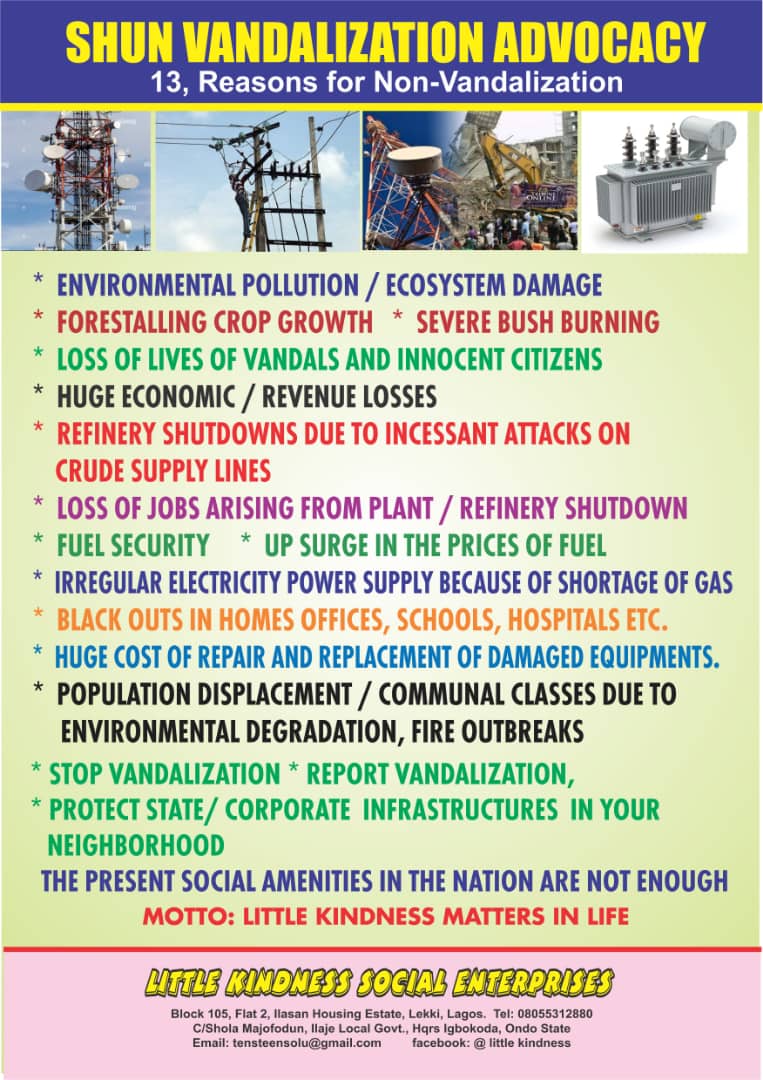 SHUN VANDALIZATION ADVOCACY
13, Reasons for Non-Vandalization
ONLINE
* ENVIRONMENTAL POLLUTION / ECOSYSTEM DAMAGE
* FORESTALLING CROP GROWTH * SEVERE BUSH BURNING
* LOSS OF LIVES OF VANDALS AND INNOCENT CITIZENS
* HUGE ECONOMIC / REVENUE LOSSES
* REFINERY SHUTDOWNS DUE TO INCESSANT ATTACKS ON
CRUDE SUPPLY LINES
* LOSS OF JOBS ARISING FROM PLANT / REFINERY SHUTDOWN
* FUEL SECURITY * UP SURGE IN THE PRICES OF FUEL
* IRREGULAR ELECTRICITY POWER SUPPLY BECAUSE OF SHORTAGE OF GAS
* BLACK OUTS IN HOMES OFFICES, SCHOOLS, HOSPITALS ETC.
* HUGE COST OF REPAIR AND REPLACEMENT OF DAMAGED EQUIPMENTS.
* POPULATION DISPLACEMENT / COMMUNAL CLASSES DUE TO
ENVIRONMENTAL DEGRADATION, FIRE OUTBREAKS
* STOP VANDALIZATION * REPORT VANDALIZATION,
* PROTECT STATE/ CORPORATE INFRASTRUCTURES IN YOUR
NEIGHBORHOOD
THE PRESENT SOCIAL AMENITIES IN THE NATION ARE NOT ENOUGH
MOTTO: LITTLE KINDNESS MATTERS IN LIFE
LITTLE KINDNESS SOCIAL ENTERPRISES
Block 105, Flat 2, Ilasan Housing Estate, Lekki, Lagos. Tel: 08055312880
C/Shola Majofodun, Ilaje Local Govt., Hqrs Igbokoda, Ondo State
Email: tensteensolu@gmail.com facebook: @ little kindness